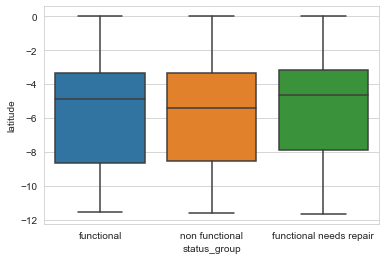 0
−2
−4
−6
−8
−10
−12
latitude
functional
non functional
functional needs repair
status_group